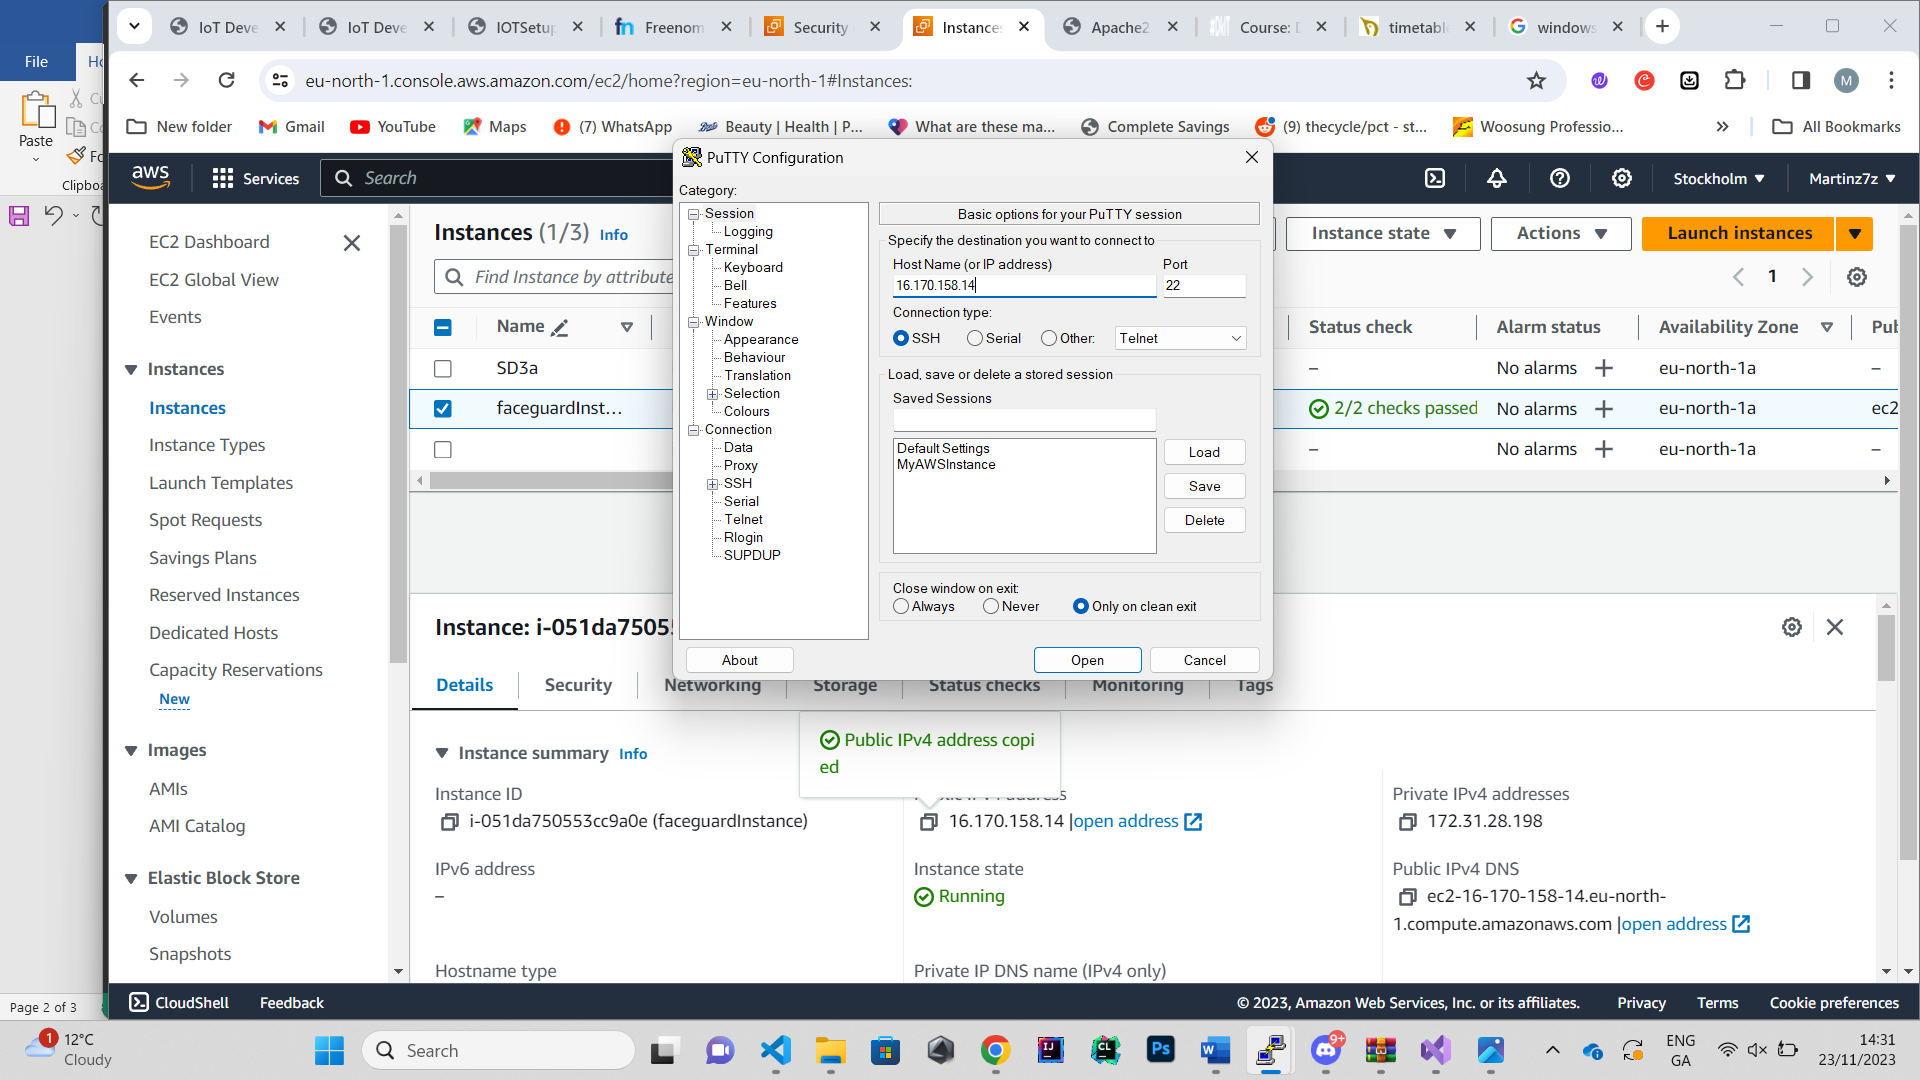 IoT Deve
IoT Deve
IOTSetup
Freenom
Security
Instances
Apache2
Course: D
timetable
windows
File
eu-north-1.console.aws.amazon.com/ec2/home?region=eu-north-1#Instances:
M
Paste
New folder
Gmail
YouTube
Maps
(7) WhatsApp
Beauty | Health | P...
What are these ma...
Complete Savings
(9) thecycle/pct - st...
Woosung Professio...
All Bookmarks
aws
Services
Search
Stockholm
Martinz7z
EC2 Dashboard
EC2 Global View
Events
Instances
Instances
Instance Types
Launch Templates
Spot Requests
Savings Plans
Reserved Instances
Dedicated Hosts
Capacity Reservations
New
Images
AMIs
AMI Catalog
Elastic Block Store
Volumes
Snapshots
Instances (1/3) Info
Instance state
Actions
Launch instances
Find Instance by attribute
1
Name
Status check
Alarm status
Availability Zone
Pub
SD3a
–
No alarms
eu-north-1a
–
faceguardInst...
2/2 checks passed
No alarms
eu-north-1a
ec2
–
No alarms
eu-north-1a
–
PuTTY Configuration
Category:
Session
Logging
Terminal
Keyboard
Bell
Features
Window
Appearance
Behaviour
Translation
Selection
Colours
Connection
Data
Proxy
SSH
Serial
Telnet
Rlogin
SUPDUP
Basic options for your PuTTY session
Specify the destination you want to connect to
Host Name (or IP address)
Port
16.170.158.14
22
Connection type:
SSH
Serial
Other:
Telnet
Load, save or delete a stored session
Saved Sessions
Default Settings
MyAWSInstance
Load
Save
Delete
Close window on exit:
Always
Never
Only on clean exit
About
Open
Cancel
Instance: i-051da7505
Details
Security
Networking
Storage
Status checks
Monitoring
Tags
Public IPv4 address copi
ed
Instance summary Info
Instance ID
i-051da750553cc9a0e (faceguardInstance)
16.170.158.14 |open address
Private IPv4 addresses
172.31.28.198
IPv6 address
–
Instance state
Running
Public IPv4 DNS
ec2-16-170-158-14.eu-north-
1.compute.amazonaws.com |open address
Hostname type
Private IP DNS name (IPv4 only)
Page 2 of 3
CloudShell
Feedback
© 2023, Amazon Web Services, Inc. or its affiliates.
Privacy
Terms
Cookie preferences
1
12°C
Cloudy
Search
Ps
9+
ENG
GA
14:31
23/11/2023